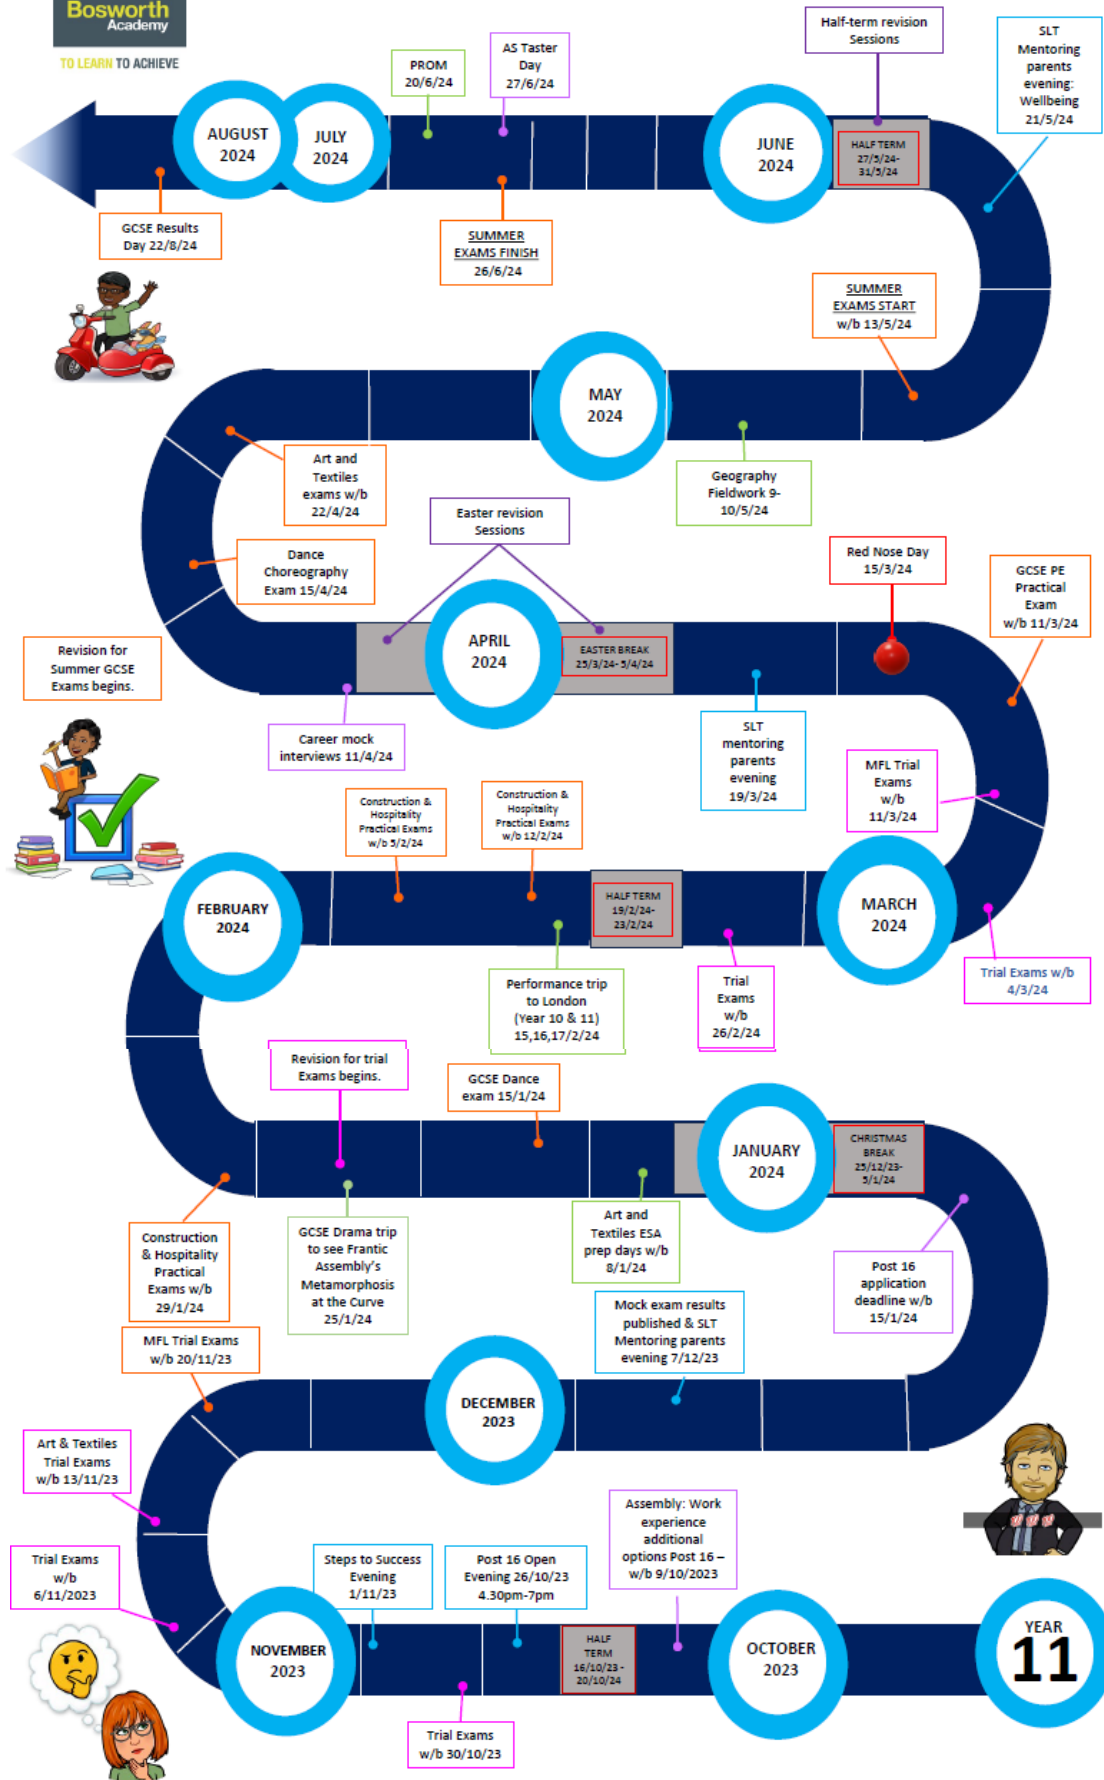 Bosworth
Academy
TO LEARN TO ACHIEVE
Half-term revision
Sessions
SLT
Mentoring
parents
evening:
Wellbeing
21/5/24
PROM
20/6/24
AS Taster
Day
27/6/24
AUGUST
2024
JULY
2024
JUNE
2024
HALF TERM
27/5/24-
31/5/24
GCSE Results
Day 22/8/24
SUMMER
EXAMS FINISH
26/6/24
SUMMER
EXAMS START
w/b 13/5/24
MAY
2024
Art and
Textiles
exams w/b
22/4/24
Geography
Fieldwork 9-
10/5/24
Easter revision
Sessions
Dance
Choreography
Exam 15/4/24
Red Nose Day
15/3/24
GCSE PE
Practical
Exam
w/b 11/3/24
Revision for
Summer GCSE
Exams begins.
APRIL
2024
EASTER BREAK
25/3/24- 5/4/24
Career mock
interviews 11/4/24
SLT
mentoring
parents
evening
19/3/24
MFL Trial
Exams
w/b
11/3/24
Construction &
Hospitality
Practical Exams
w/b 5/2/24
Construction &
Hospitality
Practical Exams
w/b 12/2/24
FEBRUARY
2024
HALF TERM
19/2/24-
23/2/24
MARCH
2024
Performance trip
to London
(Year 10 & 11)
15,16,17/2/24
Trial
Exams
w/b
26/2/24
Trial Exams w/b
4/3/24
Revision for trial
Exams begins.
GCSE Dance
exam 15/1/24
JANUARY
2024
CHRISTMAS
BREAK
25/12/23-
5/1/24
Construction
& Hospitality
Practical
Exams w/b
29/1/24
GCSE Drama trip
to see Frantic
Assembly's
Metamorphosis
at the Curve
25/1/24
Art and
Textiles ESA
prep days w/b
8/1/24
Post 16
application
deadline w/b
15/1/24
MFL Trial Exams
w/b 20/11/23
Mock exam results
published & SLT
Mentoring parents
evening 7/12/23
DECEMBER
2023
Art & Textiles
Trial Exams
w/b 13/11/23
Trial Exams
w/b
6/11/2023
Steps to Success
Evening
1/11/23
Post 16 Open
Evening 26/10/23
4.30pm-7pm
Assembly: Work
experience
additional
options Post 16 –
w/b 9/10/2023
NOVEMBER
2023
HALF
TERM
16/10/23 -
20/10/24
OCTOBER
2023
YEAR
11
Trial Exams
w/b 30/10/23